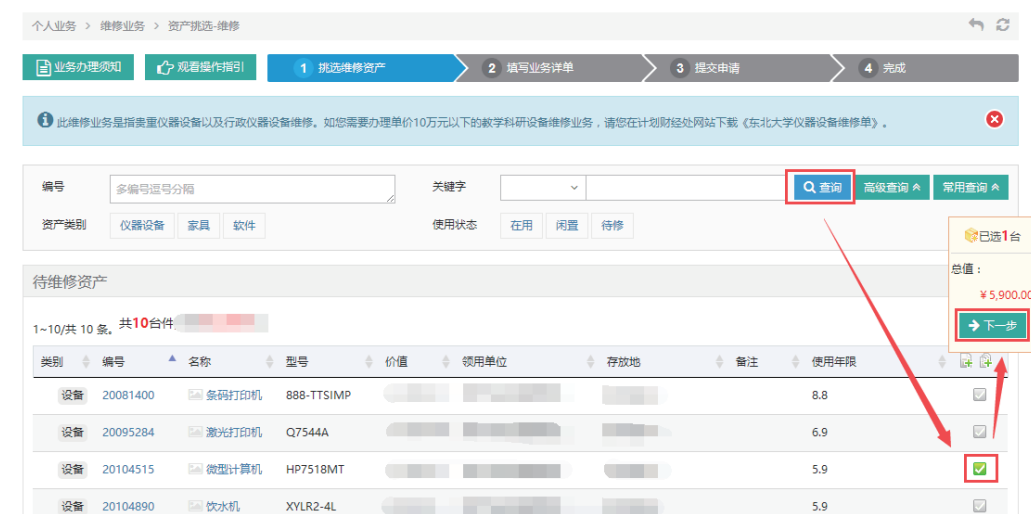 个人业务 > 维修业务 > 资产挑选-维修
业务办理须知 观看操作指引 1 挑选维修资产 2 填写业务详单 3 提交申请 4 完成
此维修业务是指贵重仪器设备以及行政仪器设备维修。如您需要办理单价10万元以下的教学科研设备维修业务，请您在计划财经处网站下载《东北大学仪器设备维修单》。
编号 多编号逗号分隔 关键字 查询 高级查询 常用查询
资产类别 仪器设备 家具 软件 使用状态 在用 闲置 待修
已选1台
总值：
¥5,900.00
下一步
待维修资产
1~10/共 10 条。共10台件
类别 编号 名称 型号 价值 领用单位 存放地 备注 使用年限
设备 20081400 条码打印机 888-TTSIMP 8.8
设备 20095284 激光打印机 Q7544A 6.9
设备 20104515 微型计算机 HP7518MT 5.9
设备 20104890 饮水机 XYLR2-4L 5.9